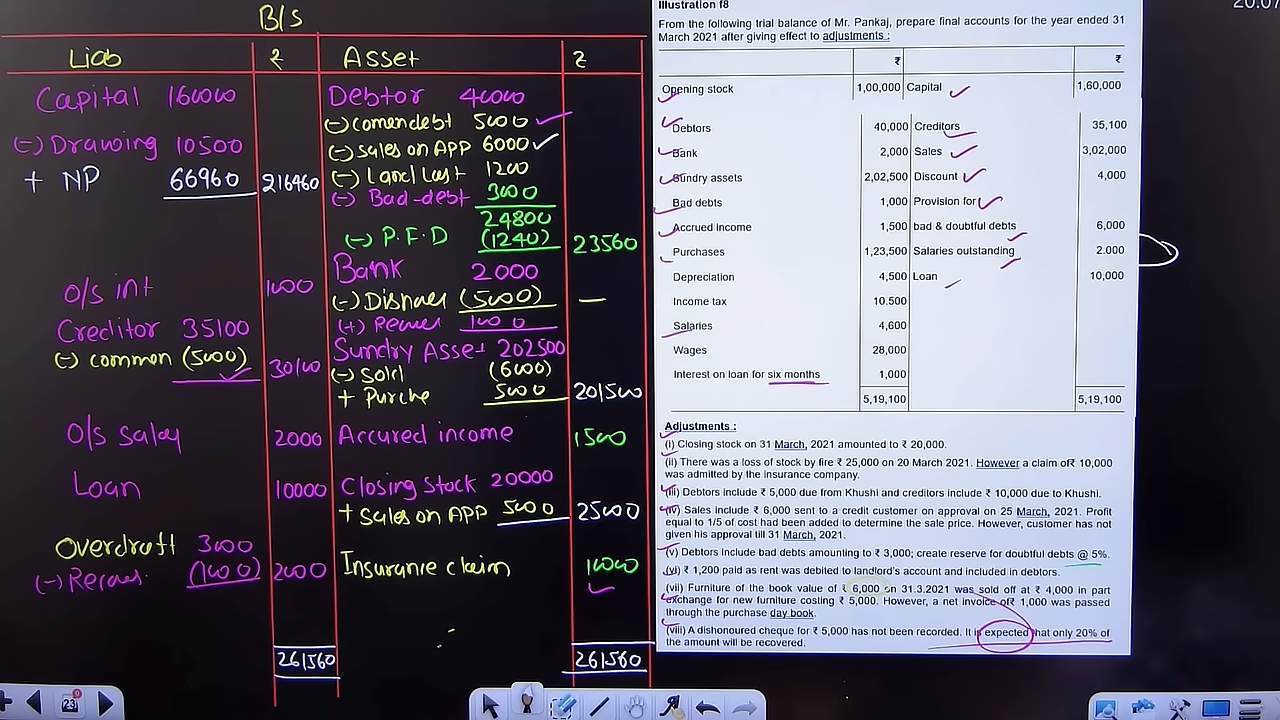 B/S
Liab ₹ Asset ₹
Capital 160000
(-) Drawing 10500
+ NP 66960 216460
O/s int 1000
Creditor 35100
(-) common (5000) 30100
O/s Salay 2000
Loan 10000
Overdraft 3000
(-) Recov. (1000) 2000
261560
Debtor 40000
(-) comendebt 5000
(-) Sales on APP 6000
(-) Land last 1200
(-) Bad-debt 3000
24800
(-) P.F.D (1240) 23560
Bank 2000
(-) Dishnour (5000) —
(+) Recover 1000
Sundry Asset 202500
(-) Sold (6000)
+ Purche 5000 201500
Accured income 1500
Closing Stock 20000
+ Sales on APP 5000 25000
Insurance claim 10000
261560
Illustration f8
From the following trial balance of Mr. Pankaj, prepare final accounts for the year ended 31
March 2021 after giving effect to adjustments :
₹ ₹
Opening stock 1,00,000 Capital 1,60,000
Debtors 40,000 Creditors 35,100
Bank 2,000 Sales 3,02,000
Sundry assets 2,02,500 Discount 4,000
Bad debts 1,000 Provision for
Accrued income 1,500 bad & doubtful debts 6,000
Purchases 1,23,500 Salaries outstanding 2.000
Depreciation 4,500 Loan 10,000
Income tax 10.500
Salaries 4,600
Wages 28,000
Interest on loan for six months 1,000
5,19,100 5,19,100
Adjustments :
(i) Closing stock on 31 March, 2021 amounted to ₹ 20,000.
(ii) There was a loss of stock by fire ₹ 25,000 on 20 March 2021. However a claim of₹ 10,000
was admitted by the insurance company.
(iii) Debtors include ₹ 5,000 due from Khushi and creditors include ₹ 10,000 due to Khushi.
(iv) Sales include ₹ 6,000 sent to a credit customer on approval on 25 March, 2021. Profit
equal to 1/5 of cost had been added to determine the sale price. However, customer has not
given his approval till 31 March, 2021.
(v) Debtors include bad debts amounting to ₹ 3,000; create reserve for doubtful debts @ 5%.
(vi) ₹ 1,200 paid as rent was debited to landlord's account and included in debtors.
(vii) Furniture of the book value of ₹ 6,000 on 31.3.2021 was sold off at ₹ 4,000 in part
exchange for new furniture costing ₹ 5,000. However, a net invoice of₹ 1,000 was passed
through the purchase day book.
(viii) A dishonoured cheque for ₹ 5,000 has not been recorded. It is expected that only 20% of
the amount will be recovered.
20:07
23